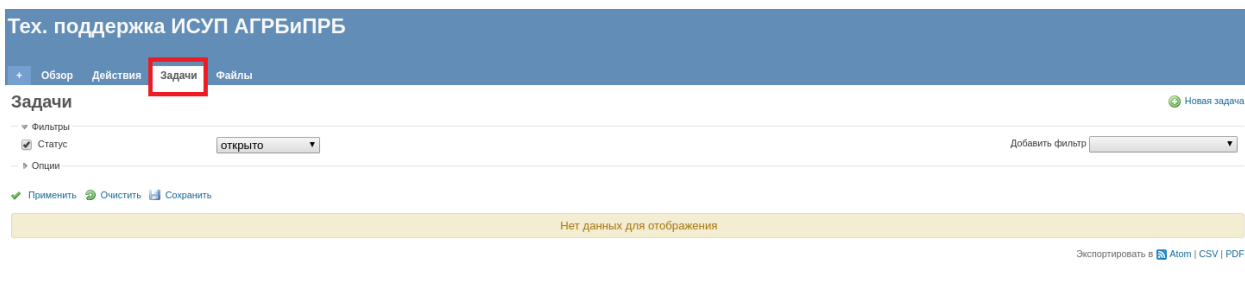 Тех. поддержка ИСУП АГРБиПРБ
+ Обзор Действия Задачи Файлы
Задачи
Новая задача
Фильтры
Статус открыто Добавить фильтр
Опции
Применить Очистить Сохранить
Нет данных для отображения
Экспортировать в Atom | CSV | PDF